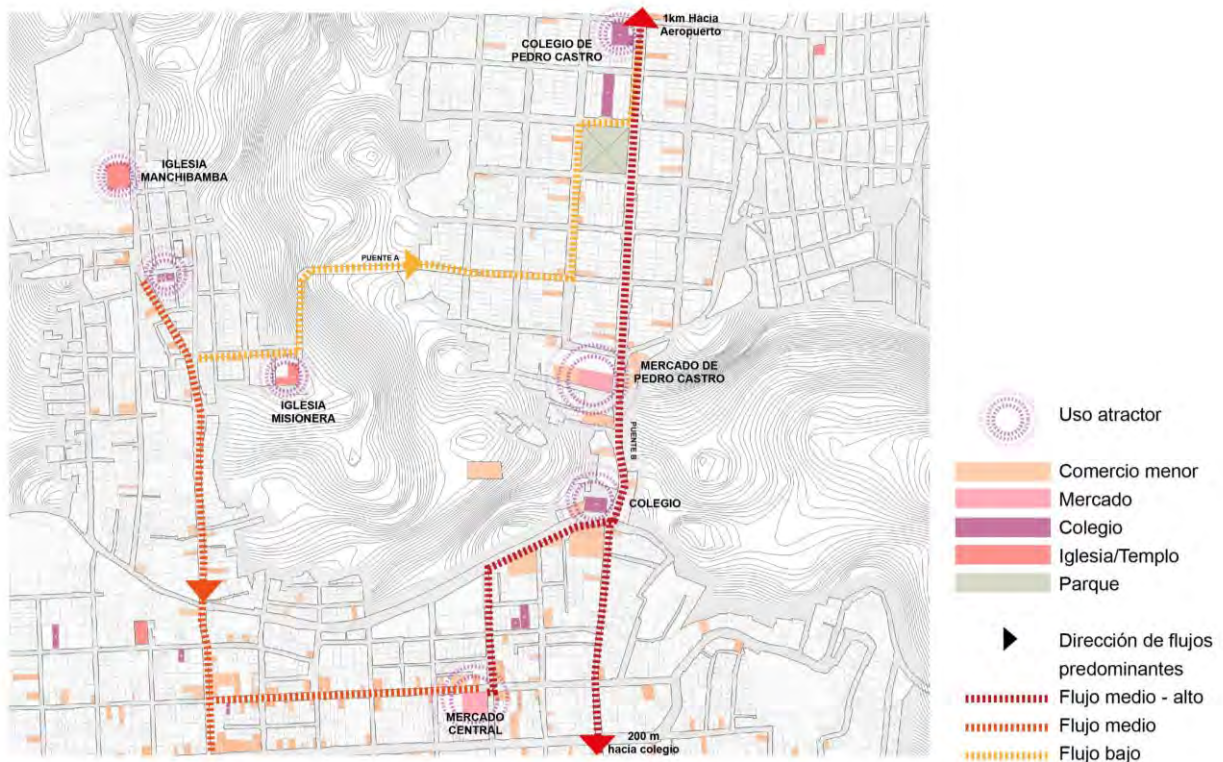 1km Hacia
Aeropuerto
COLEGIO DE
PEDRO CASTRO
IGLESIA
MANCHIBAMBA
PUENTE A
MERCADO DE
PEDRO CASTRO
IGLESIA
MISIONERA
PUENTE B
COLEGIO
MERCADO
CENTRAL
200 m
hacia colegio
Uso atractor
Comercio menor
Mercado
Colegio
Iglesia/Templo
Parque
Dirección de flujos
predominantes
Flujo medio - alto
Flujo medio
Flujo bajo